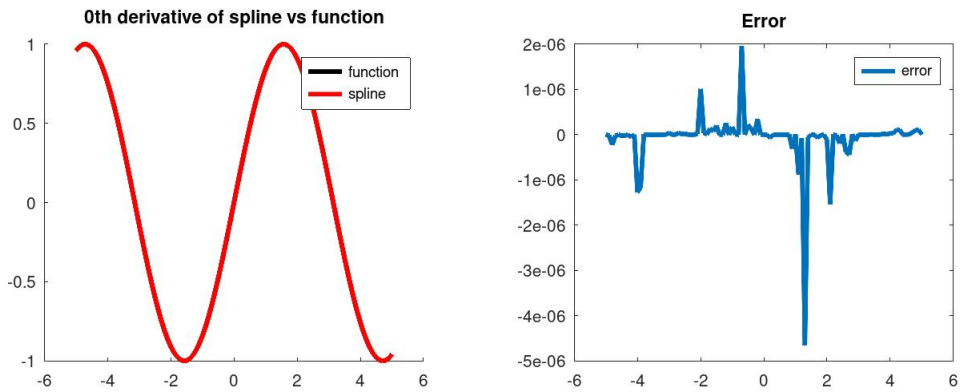 0th derivative of spline vs function
1
0.5
0
-0.5
-1
-6
-4
-2
0
2
4
6
function
spline
Error
2e-06
1e-06
0
-1e-06
-2e-06
-3e-06
-4e-06
-5e-06
-6
-4
-2
0
2
4
6
error